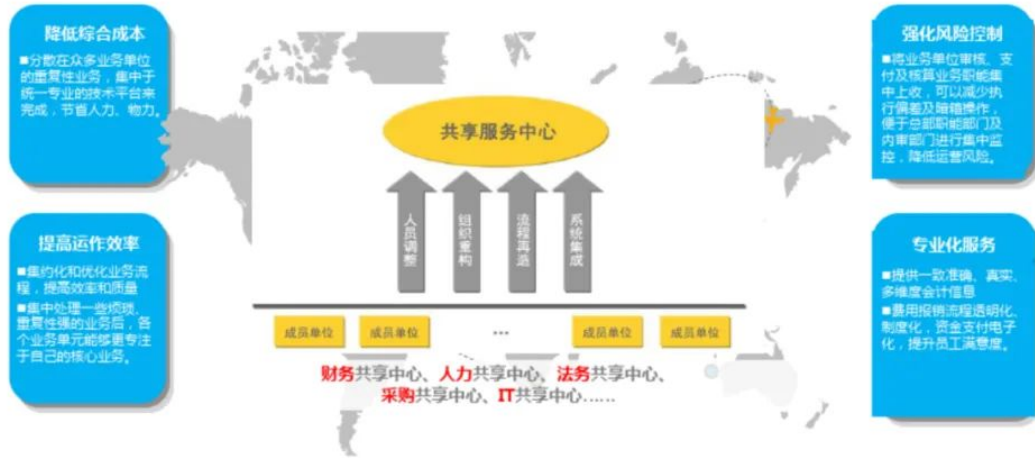 降低综合成本
■分散在众多业务单位
的重复性业务，集中于
统一专业的技术平台来
完成，节省人力、物力。
提高运作效率
■集约化和优化业务流
程，提高效率和质量
■集中处理一些烦琐、
重复性强的业务后，各
个业务单元能够更专注
于自己的核心业务。
共享服务中心
人员调整
组织重构
流程再造
系统集成
成员单位
成员单位
...
成员单位
成员单位
财务共享中心、人力共享中心、法务共享中心、
采购共享中心、IT共享中心……
强化风险控制
■将业务单位审核、支
付及核算业务职能集
中上收，可以减少执
行偏差及暗箱操作，
便于总部职能部门及
内审部门进行集中监
控，降低运营风险。
专业化服务
■提供一致准确、真实、
多维度会计信息
■费用报销流程透明化、
制度化，资金支付电子
化，提升员工满意度。